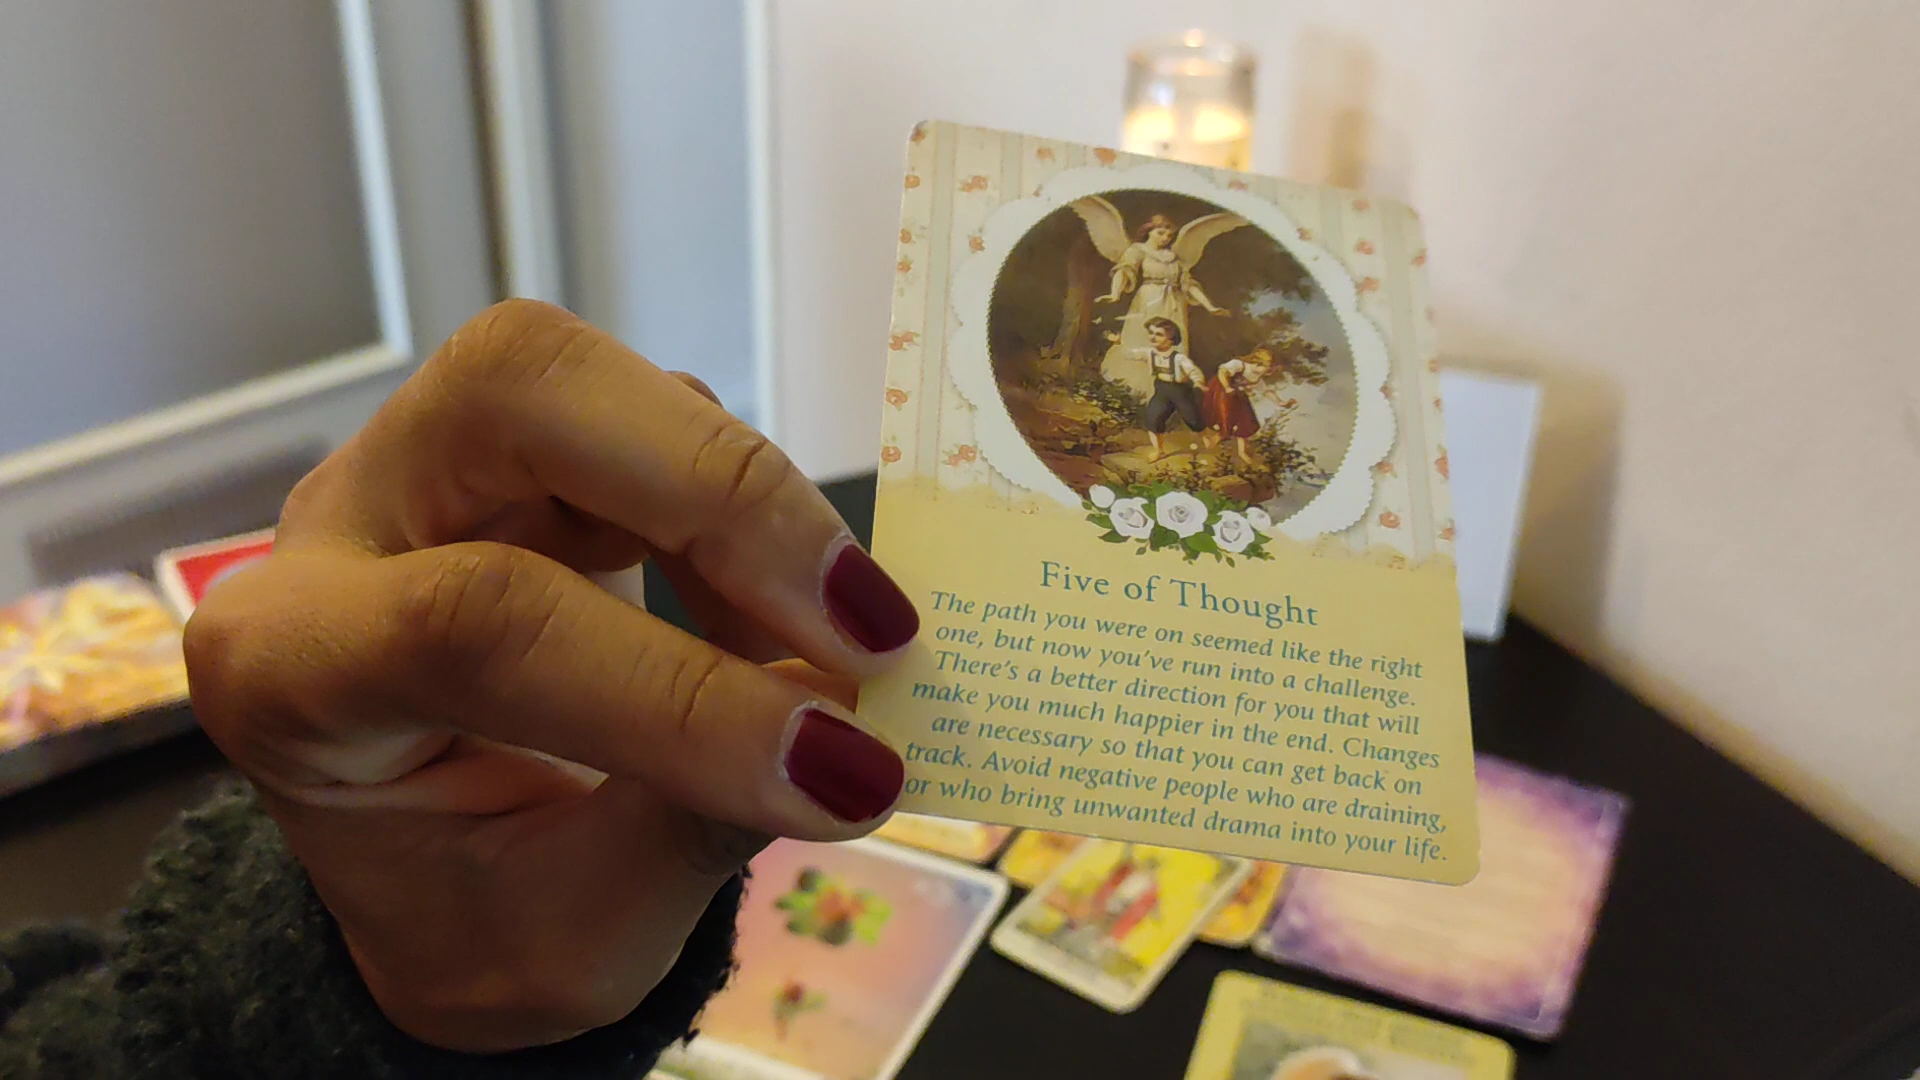 Five of Thought
The path you were on seemed like the right
one, but now you've run into a challenge.
There's a better direction for you that will
make you much happier in the end. Changes
are necessary so that you can get back on
track. Avoid negative people who are draining,
or who bring unwanted drama into your life.